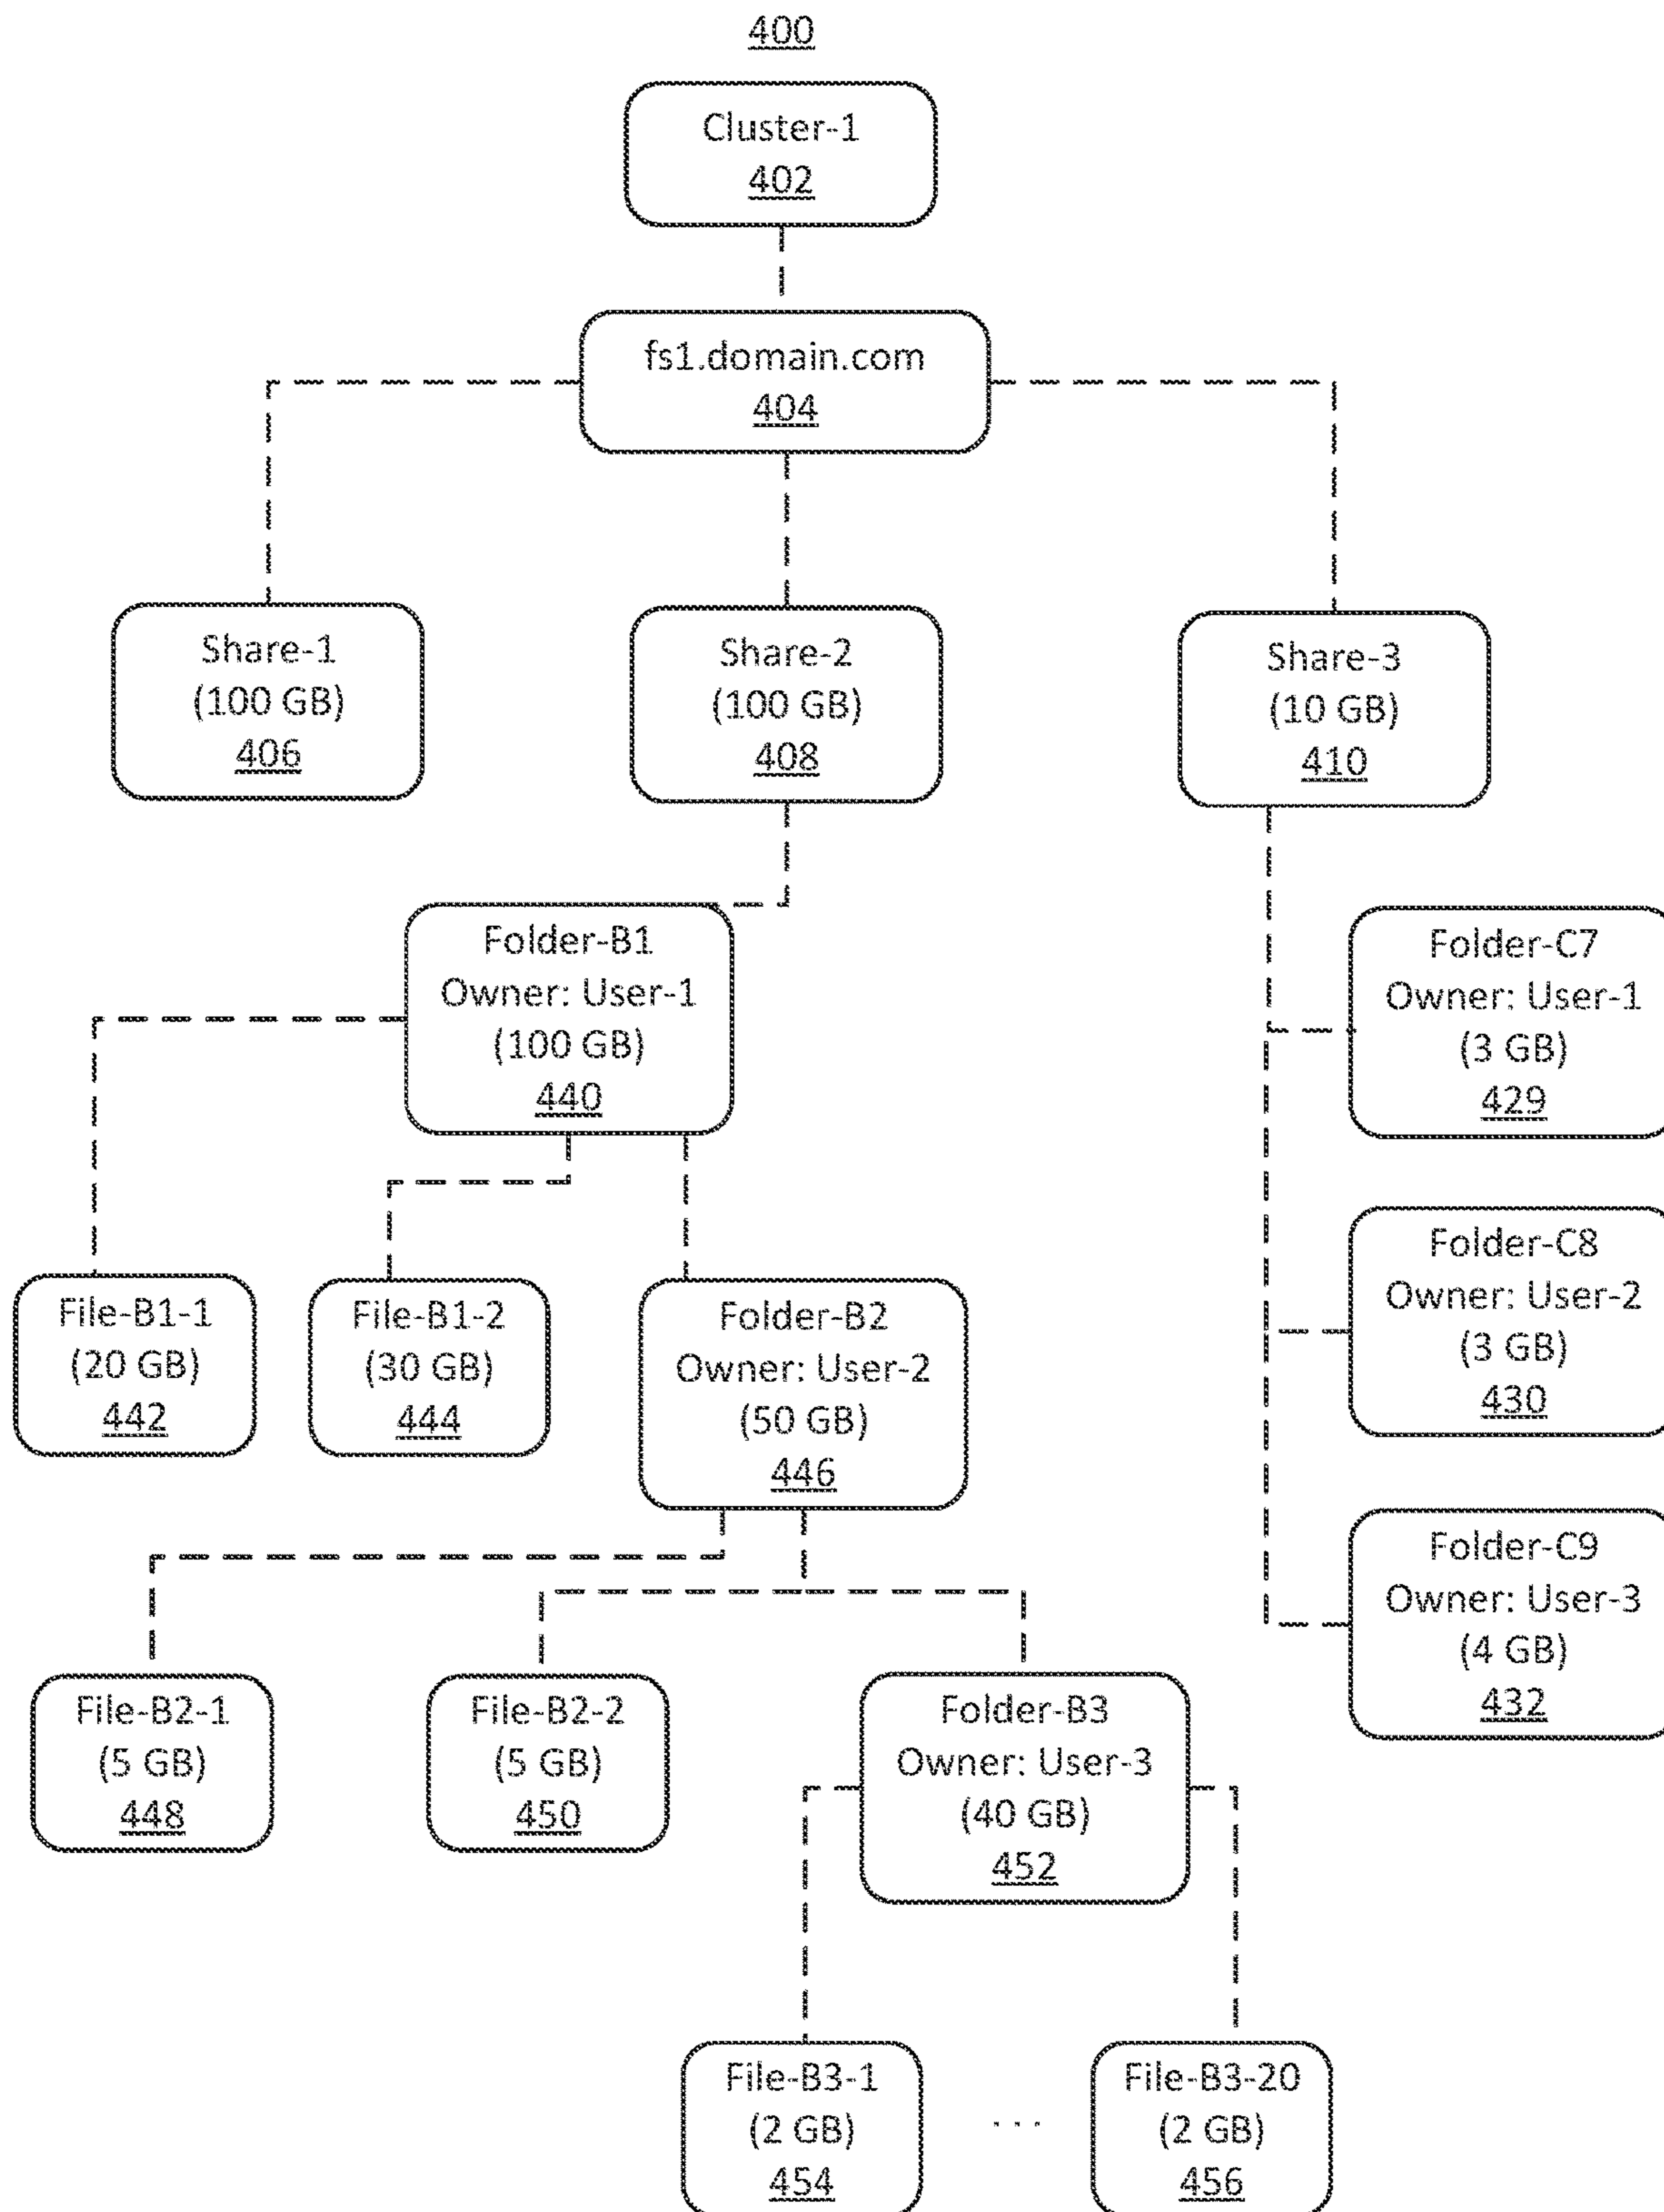 400
Cluster-1
402
fs1.domain.com
404
Share-1
(100 GB)
406
Share-2
(100 GB)
408
Share-3
(10 GB)
410
Folder-B1
Owner: User-1
(100 GB)
440
Folder-C7
Owner: User-1
(3 GB)
429
File-B1-1
(20 GB)
442
File-B1-2
(30 GB)
444
Folder-B2
Owner: User-2
(50 GB)
446
Folder-C8
Owner: User-2
(3 GB)
430
Folder-C9
Owner: User-3
(4 GB)
432
File-B2-1
(5 GB)
448
File-B2-2
(5 GB)
450
Folder-B3
Owner: User-3
(40 GB)
452
File-B3-1
(2 GB)
454
...
File-B3-20
(2 GB)
456